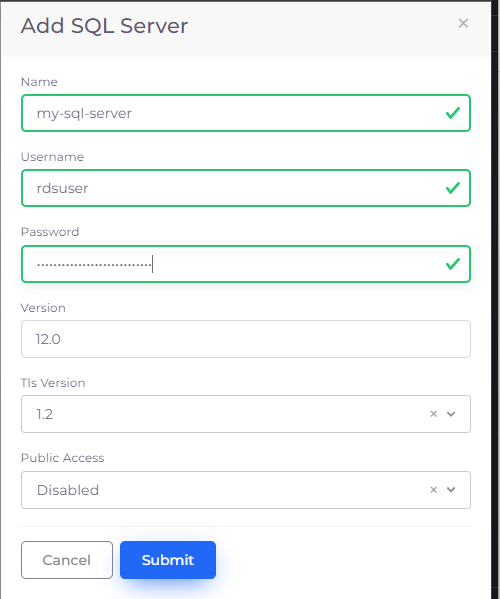 Add SQL Server
×
Name
my-sql-server
Username
rdsuser
Password
Version
12.0
Tls Version
1.2 ×
Public Access
Disabled ×
Cancel Submit